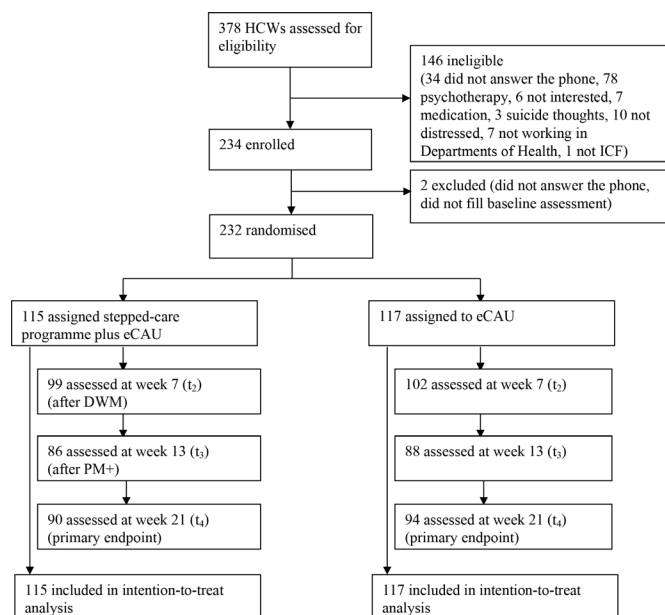 378 HCWs assessed for
eligibility
146 ineligible
(34 did not answer the phone, 78
psychotherapy, 6 not interested, 7
medication, 3 suicide thoughts, 10 not
distressed, 7 not working in
Departments of Health, 1 not ICF)
234 enrolled
2 excluded (did not answer the phone,
did not fill baseline assessment)
232 randomised
115 assigned stepped-care
programme plus eCAU
117 assigned to eCAU
99 assessed at week 7 (t₂)
(after DWM)
102 assessed at week 7 (t₂)
86 assessed at week 13 (t₃)
(after PM+)
88 assessed at week 13 (t₃)
90 assessed at week 21 (t₄)
(primary endpoint)
94 assessed at week 21 (t₄)
(primary endpoint)
115 included in intention-to-treat
analysis
117 included in intention-to-treat
analysis